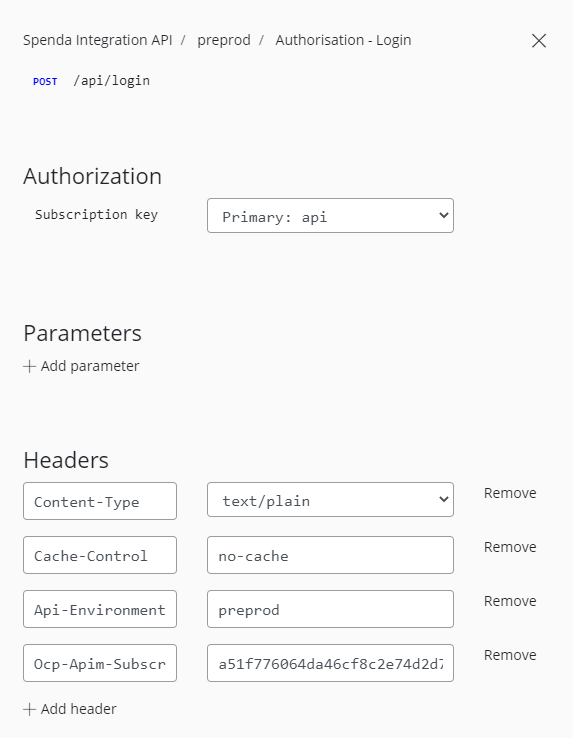 Spenda Integration API / preprod / Authorisation - Login
POST /api/login
Authorization
Subscription key Primary: api
Parameters
Add parameter
Headers
Content-Type text/plain Remove
Cache-Control no-cache Remove
Api-Environment preprod Remove
Ocp-Apim-Subscr a51f776064da46cf8c2e74d2d7 Remove
Add header